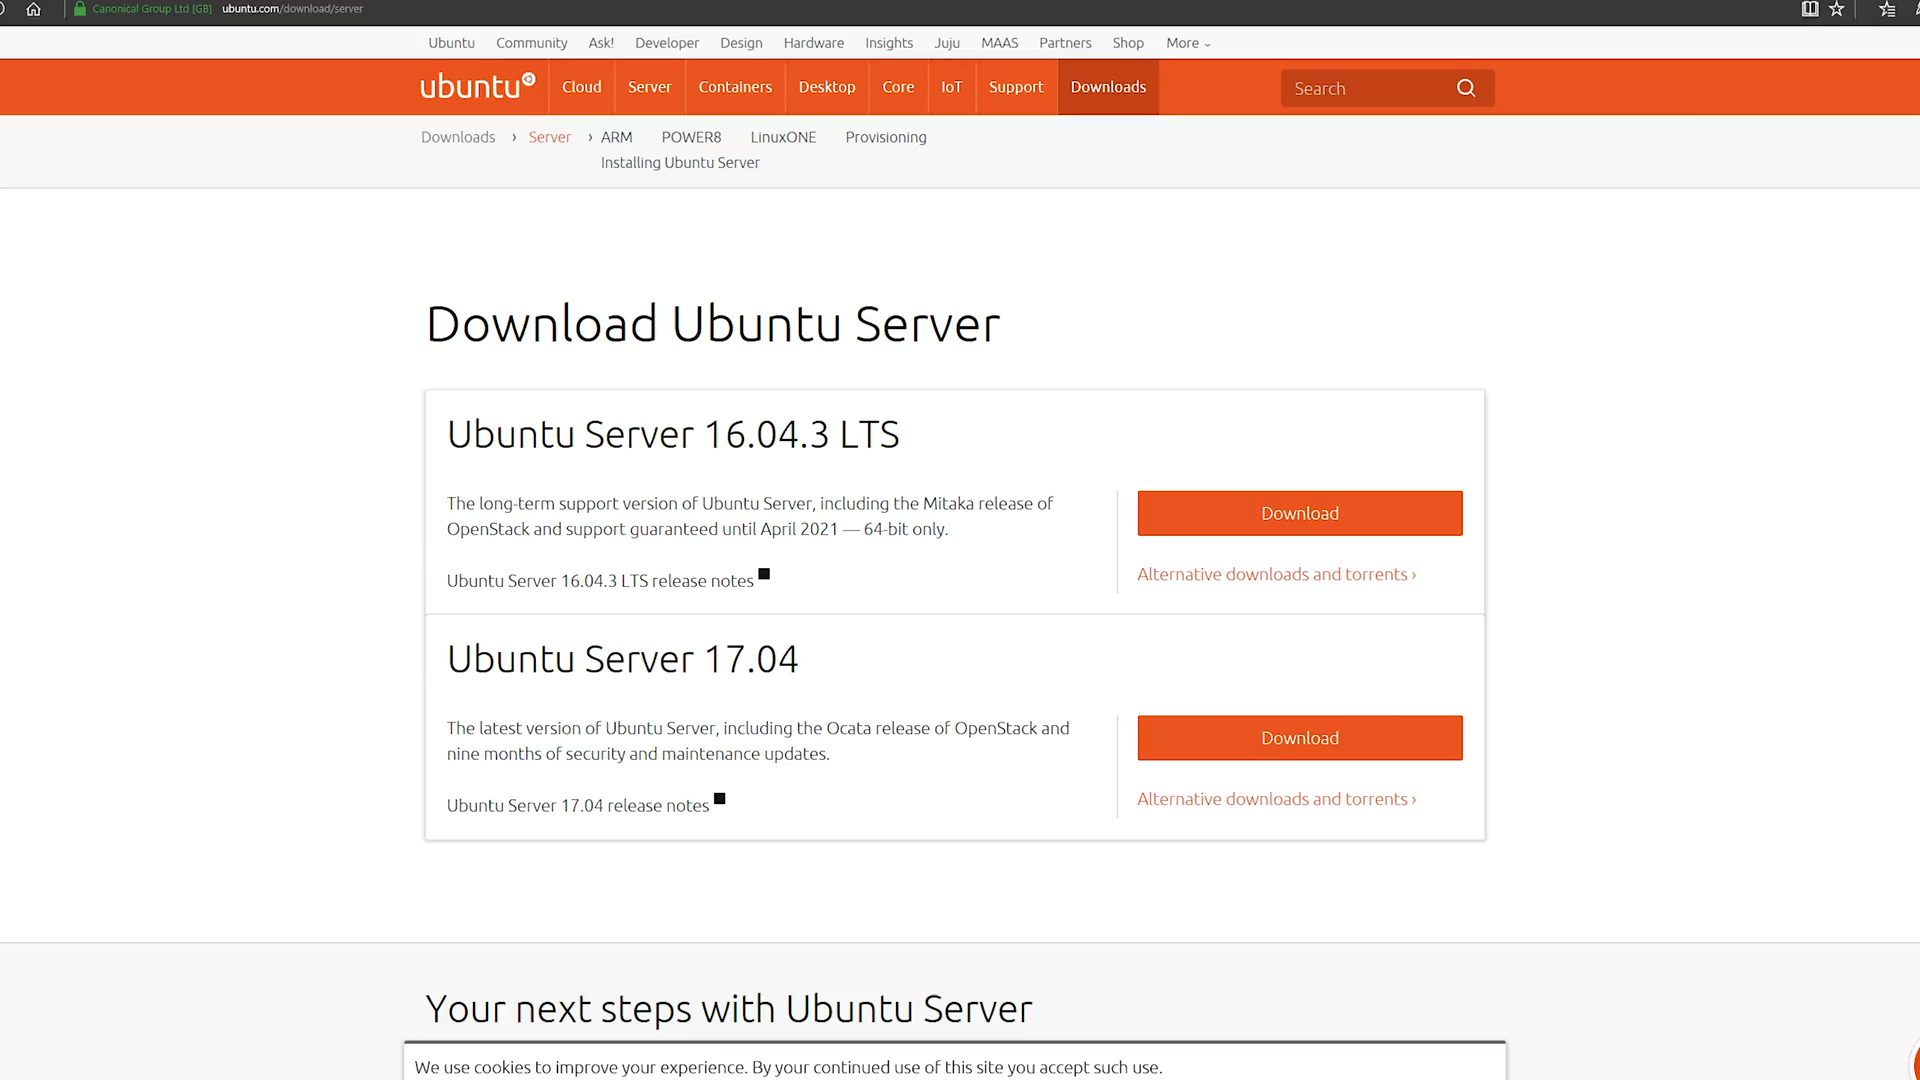 Canonical Group Ltd [GB] ubuntu.com/download/server
Ubuntu Community Ask! Developer Design Hardware Insights Juju MAAS Partners Shop More
ubuntu Cloud Server Containers Desktop Core IoT Support Downloads Search
Downloads › Server › ARM POWER8 LinuxONE Provisioning
Installing Ubuntu Server
Download Ubuntu Server
Ubuntu Server 16.04.3 LTS
The long-term support version of Ubuntu Server, including the Mitaka release of
OpenStack and support guaranteed until April 2021 — 64-bit only.
Download
Ubuntu Server 16.04.3 LTS release notes
Alternative downloads and torrents ›
Ubuntu Server 17.04
The latest version of Ubuntu Server, including the Ocata release of OpenStack and
nine months of security and maintenance updates.
Download
Ubuntu Server 17.04 release notes
Alternative downloads and torrents ›
Your next steps with Ubuntu Server
We use cookies to improve your experience. By your continued use of this site you accept such use.